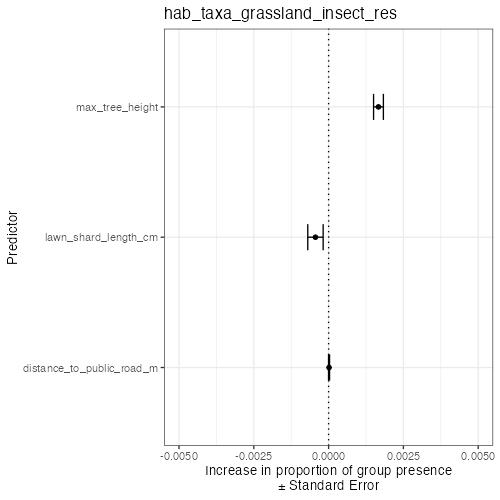 hab_taxa_grassland_insect_res
max_tree_height
lawn_shard_length_cm
distance_to_public_road_m
Predictor
-0.0050 -0.0025 0.0000 0.0025 0.0050
Increase in proportion of group presence
± Standard Error